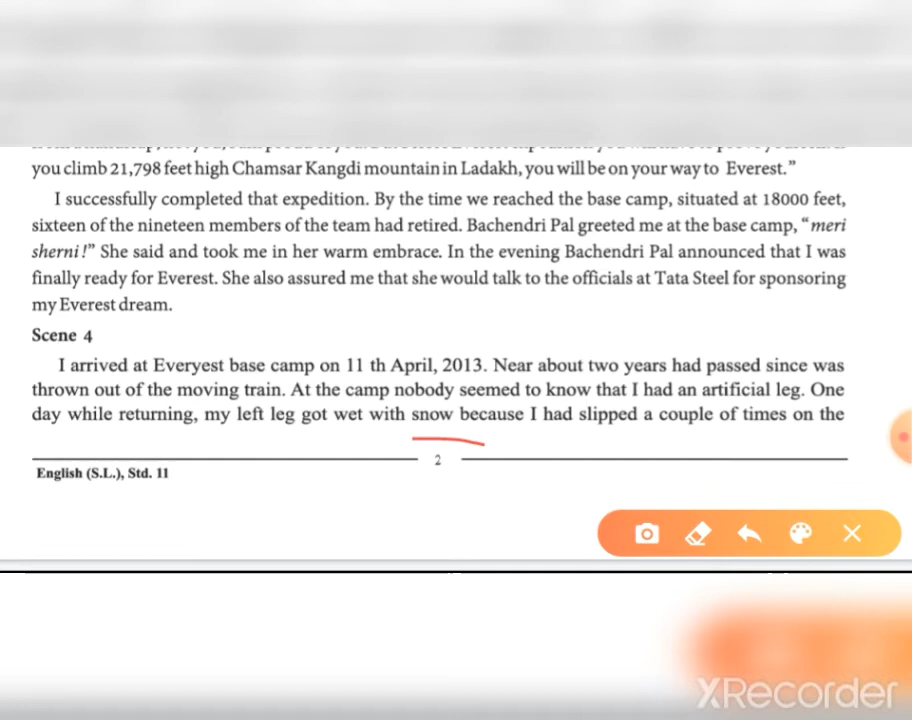 you climb 21,798 feet high Chamsar Kangdi mountain in Ladakh, you will be on your way to Everest.”
I successfully completed that expedition. By the time we reached the base camp, situated at 18000 feet,
sixteen of the nineteen members of the team had retired. Bachendri Pal greeted me at the base camp, “meri
sherni!” She said and took me in her warm embrace. In the evening Bachendri Pal announced that I was
finally ready for Everest. She also assured me that she would talk to the officials at Tata Steel for sponsoring
my Everest dream.
Scene 4
I arrived at Everyest base camp on 11 th April, 2013. Near about two years had passed since was
thrown out of the moving train. At the camp nobody seemed to know that I had an artificial leg. One
day while returning, my left leg got wet with snow because I had slipped a couple of times on the
2
English (S.L.), Std. 11
XRecorder